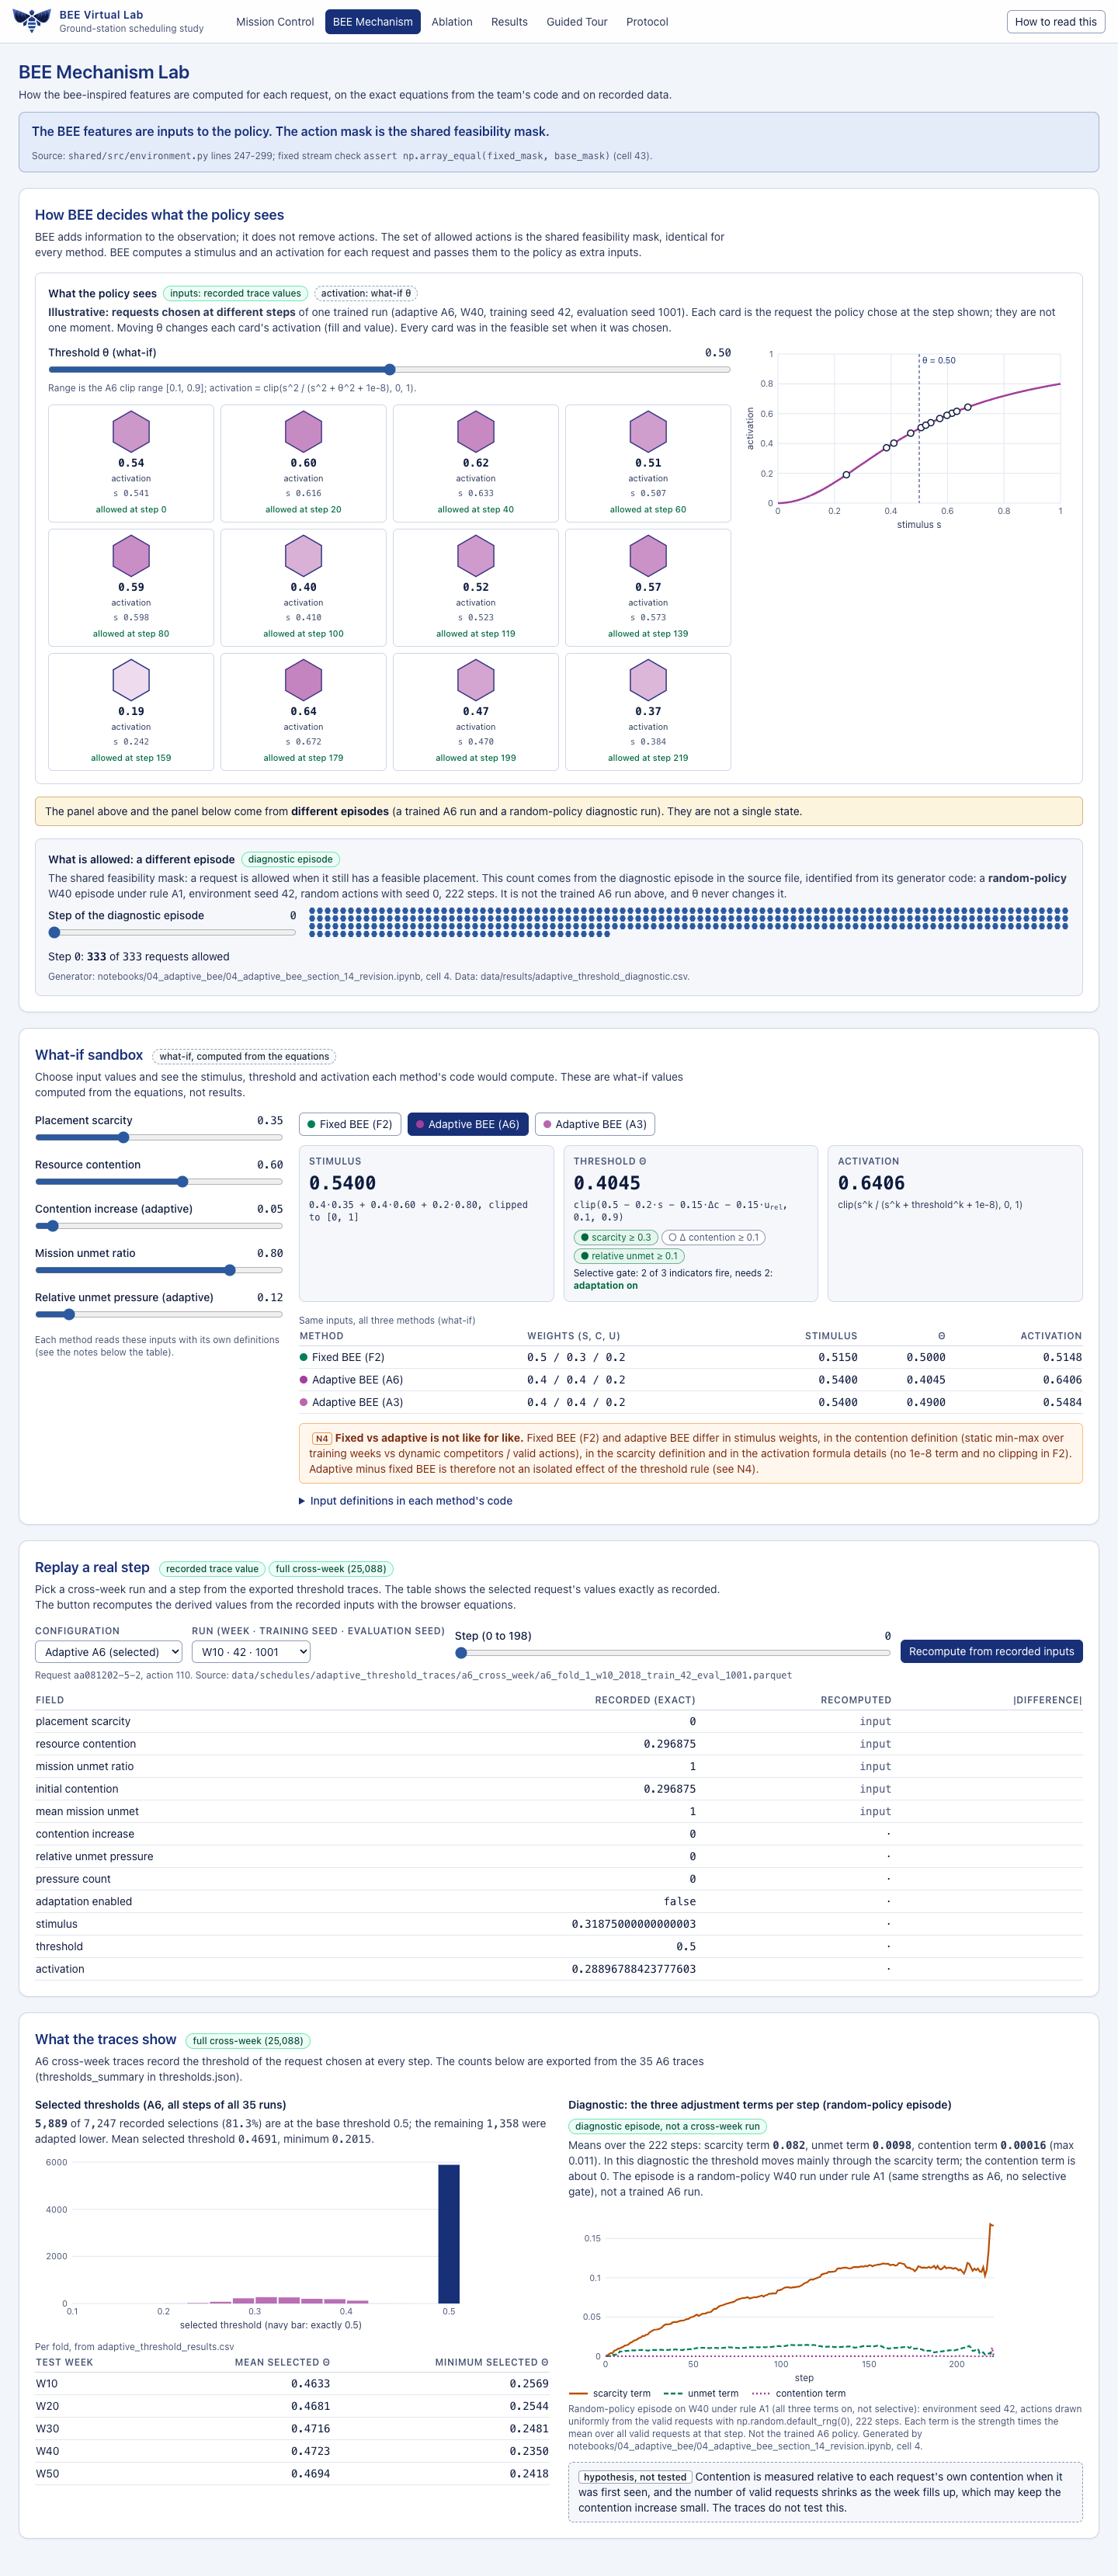 BEE Virtual Lab
Ground-station scheduling study
Mission Control
BEE Mechanism
Ablation
Results
Guided Tour
Protocol
How to read this
BEE Mechanism Lab
How the bee-inspired features are computed for each request, on the exact equations from the team's code and on recorded data.
The BEE features are inputs to the policy. The action mask is the shared feasibility mask.
Source: shared/src/environment.py lines 247-299; fixed stream check assert np.array_equal(fixed_mask, base_mask) (cell 43).
How BEE decides what the policy sees
BEE adds information to the observation; it does not remove actions. The set of allowed actions is the shared feasibility mask, identical for
every method. BEE computes a stimulus and an activation for each request and passes them to the policy as extra inputs.
What the policy sees inputs: recorded trace values activation: what-if θ
Illustrative: requests chosen at different steps of one trained run (adaptive A6, W40, training seed 42, evaluation seed 1001). Each card is the request the policy chose at the step shown; they are not
one moment. Moving θ changes each card's activation (fill and value). Every card was in the feasible set when it was chosen.
Threshold θ (what-if) 0.50
Range is the A6 clip range [0.1, 0.9]; activation = clip(s^2 / (s^2 + θ^2 + 1e-8), 0, 1).
0.54
activation
s 0.541
allowed at step 0
0.60
activation
s 0.616
allowed at step 20
0.62
activation
s 0.633
allowed at step 40
0.51
activation
s 0.507
allowed at step 60
0.59
activation
s 0.598
allowed at step 80
0.40
activation
s 0.410
allowed at step 100
0.52
activation
s 0.523
allowed at step 119
0.57
activation
s 0.573
allowed at step 139
0.19
activation
s 0.242
allowed at step 159
0.64
activation
s 0.672
allowed at step 179
0.47
activation
s 0.470
allowed at step 199
0.37
activation
s 0.384
allowed at step 219
θ = 0.50
1
0.8
0.6
0.4
0.2
0
activation
0 0.2 0.4 0.6 0.8 1
stimulus s
The panel above and the panel below come from different episodes (a trained A6 run and a random-policy diagnostic run). They are not a single state.
What is allowed: a different episode diagnostic episode
The shared feasibility mask: a request is allowed when it still has a feasible placement. This count comes from the diagnostic episode in the source file, identified from its generator code: a random-policy
W40 episode under rule A1, environment seed 42, random actions with seed 0, 222 steps. It is not the trained A6 run above, and θ never changes it.
Step of the diagnostic episode 0
Step 0: 333 of 333 requests allowed
Generator: notebooks/04_adaptive_bee/04_adaptive_bee_section_14_revision.ipynb, cell 4. Data: data/results/adaptive_threshold_diagnostic.csv.
What-if sandbox what-if, computed from the equations
Choose input values and see the stimulus, threshold and activation each method's code would compute. These are what-if values
computed from the equations, not results.
Placement scarcity 0.35
Resource contention 0.60
Contention increase (adaptive) 0.05
Mission unmet ratio 0.80
Relative unmet pressure (adaptive) 0.12
Each method reads these inputs with its own definitions
(see the notes below the table).
Fixed BEE (F2)
Adaptive BEE (A6)
Adaptive BEE (A3)
STIMULUS
0.5400
0.4·0.35 + 0.4·0.60 + 0.2·0.80, clipped
to [0, 1]
THRESHOLD Θ
0.4045
clip(0.5 − 0.2·s − 0.15·Δc − 0.15·u_rel,
0.1, 0.9)
scarcity ≥ 0.3 Δ contention ≥ 0.1
relative unmet ≥ 0.1
Selective gate: 2 of 3 indicators fire, needs 2:
adaptation on
ACTIVATION
0.6406
clip(s^k / (s^k + threshold^k + 1e-8), 0, 1)
Same inputs, all three methods (what-if)
METHOD WEIGHTS (S, C, U) STIMULUS Θ ACTIVATION
Fixed BEE (F2) 0.5 / 0.3 / 0.2 0.5150 0.5000 0.5148
Adaptive BEE (A6) 0.4 / 0.4 / 0.2 0.5400 0.4045 0.6406
Adaptive BEE (A3) 0.4 / 0.4 / 0.2 0.5400 0.4900 0.5484
N4 Fixed vs adaptive is not like for like. Fixed BEE (F2) and adaptive BEE differ in stimulus weights, in the contention definition (static min-max over
training weeks vs dynamic competitors / valid actions), in the scarcity definition and in the activation formula details (no 1e-8 term and no clipping in F2).
Adaptive minus fixed BEE is therefore not an isolated effect of the threshold rule (see N4).
▶ Input definitions in each method's code
Replay a real step recorded trace value full cross-week (25,088)
Pick a cross-week run and a step from the exported threshold traces. The table shows the selected request's values exactly as recorded.
The button recomputes the derived values from the recorded inputs with the browser equations.
CONFIGURATION
Adaptive A6 (selected)
RUN (WEEK · TRAINING SEED · EVALUATION SEED)
W10 · 42 · 1001
Step (0 to 198) 0
Recompute from recorded inputs
Request aa081202−5−2, action 110. Source: data/schedules/adaptive_threshold_traces/a6_cross_week/a6_fold_1_w10_2018_train_42_eval_1001.parquet
FIELD RECORDED (EXACT) RECOMPUTED |DIFFERENCE|
placement scarcity 0 input
resource contention 0.296875 input
mission unmet ratio 1 input
initial contention 0.296875 input
mean mission unmet 1 input
contention increase 0 ·
relative unmet pressure 0 ·
pressure count 0 ·
adaptation enabled false ·
stimulus 0.31875000000000003 ·
threshold 0.5 ·
activation 0.28896788423777603 ·
What the traces show full cross-week (25,088)
A6 cross-week traces record the threshold of the request chosen at every step. The counts below are exported from the 35 A6 traces
(thresholds_summary in thresholds.json).
Selected thresholds (A6, all steps of all 35 runs)
5,889 of 7,247 recorded selections (81.3%) are at the base threshold 0.5; the remaining 1,358 were
adapted lower. Mean selected threshold 0.4691, minimum 0.2015.
6000
4000
2000
0
0.1 0.2 0.3 0.4 0.5
selected threshold (navy bar: exactly 0.5)
Per fold, from adaptive_threshold_results.csv
TEST WEEK MEAN SELECTED Θ MINIMUM SELECTED Θ
W10 0.4633 0.2569
W20 0.4681 0.2544
W30 0.4716 0.2481
W40 0.4723 0.2350
W50 0.4694 0.2418
Diagnostic: the three adjustment terms per step (random-policy episode)
diagnostic episode, not a cross-week run
Means over the 222 steps: scarcity term 0.082, unmet term 0.0098, contention term 0.00016 (max
0.011). In this diagnostic the threshold moves mainly through the scarcity term; the contention term is
about 0. The episode is a random-policy W40 run under rule A1 (same strengths as A6, no selective
gate), not a trained A6 run.
0.15
0.1
0.05
0
0 50 100 150 200
step
scarcity term unmet term contention term
Random-policy episode on W40 under rule A1 (all three terms on, not selective): environment seed 42, actions drawn
uniformly from the valid requests with np.random.default_rng(0), 222 steps. Each term is the strength times the
mean over all valid requests at that step. Not the trained A6 policy. Generated by
notebooks/04_adaptive_bee/04_adaptive_bee_section_14_revision.ipynb, cell 4.
hypothesis, not tested Contention is measured relative to each request's own contention when it
was first seen, and the number of valid requests shrinks as the week fills up, which may keep the
contention increase small. The traces do not test this.